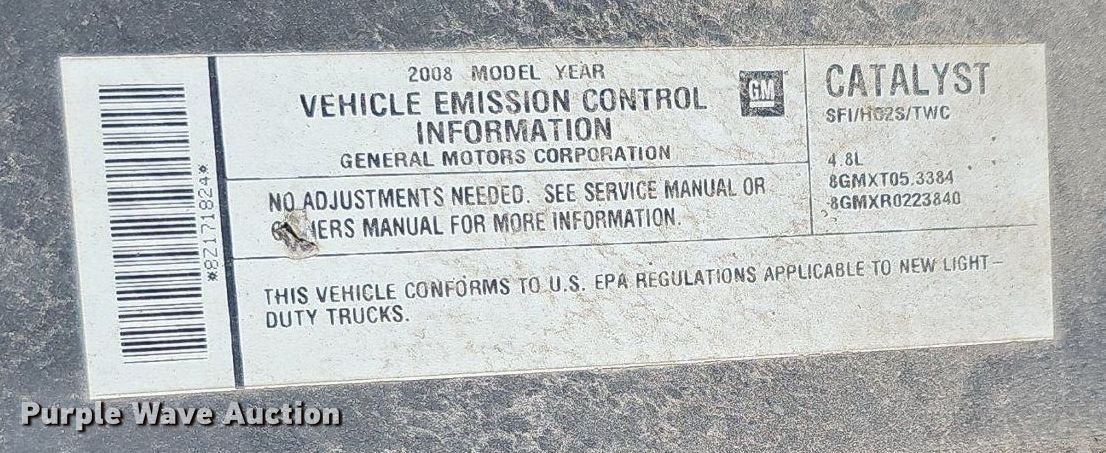 2008 MODEL YEAR
VEHICLE EMISSION CONTROL
INFORMATION
GENERAL MOTORS CORPORATION
GM
CATALYST
SFI/HO2S/TWC
4.8L
8GMXT05.3384
8GMXR0223840
NO ADJUSTMENTS NEEDED. SEE SERVICE MANUAL OR
MANUAL FOR MORE INFORMATION.
THIS VEHICLE CONFORMS TO U.S. EPA REGULATIONS APPLICABLE TO NEW LIGHT-
DUTY TRUCKS.
*8Z171824*
Purple Wave Auction